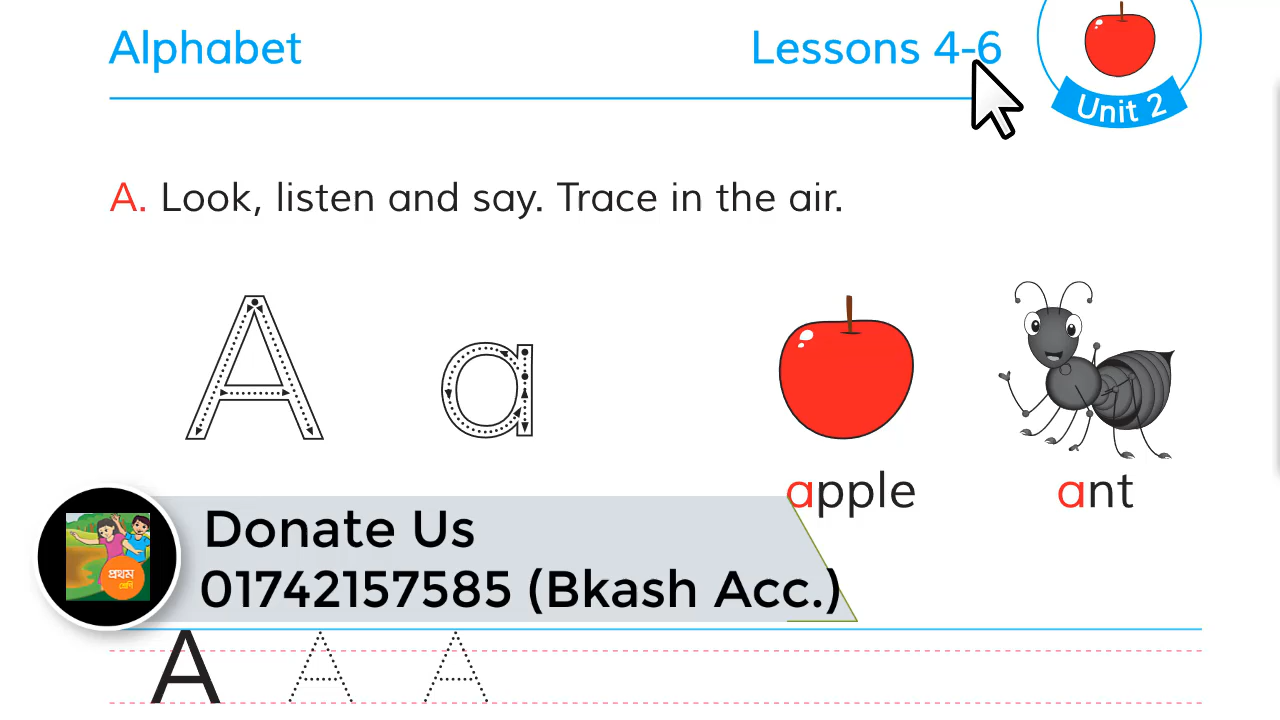 Alphabet
Lessons 4-6
Unit 2
A. Look, listen and say. Trace in the air.
A a
apple
ant
Donate Us
01742157585 (Bkash Acc.)
প্রথম
শ্রেণি
A A A